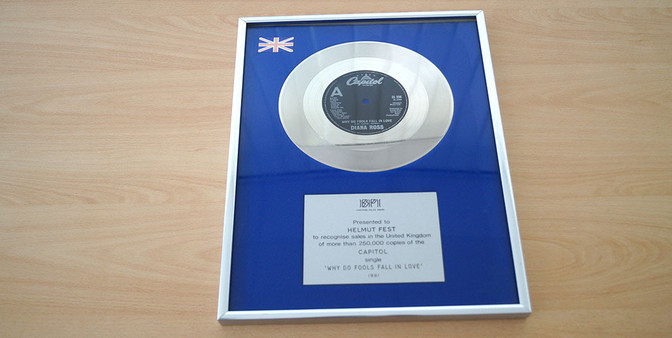 Capitol
A
WHY DO FOOLS FALL IN LOVE
DIANA ROSS
BPI
Presented to
HELMUT FEST
to recognise sales in the United Kingdom
of more than 250,000 copies of the
CAPITOL
single
"WHY DO FOOLS FALL IN LOVE"
1981